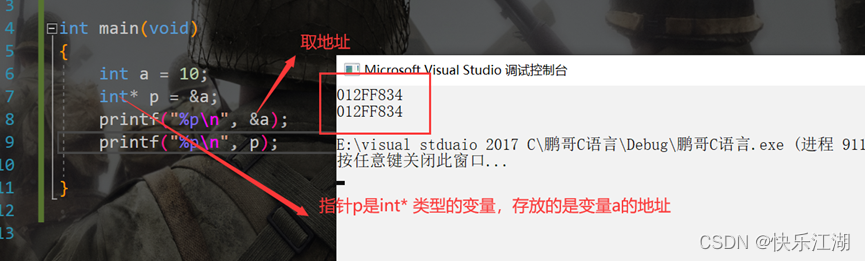 3
4 int main(void)
5 {
6 int a = 10;
7 int* p = &a;
8 printf("%p\n", &a);
9 printf("%p\n", p);
10
11 }
12
13
取地址
Microsoft Visual Studio 调试控制台
012FF834
012FF834
E:\visual stduaio 2017 C\鹏哥C语言\Debug\鹏哥C语言.exe (进程 911
按任意键关闭此窗口...
指针p是int* 类型的变量，存放的是变量a的地址
CSDN @快乐江湖